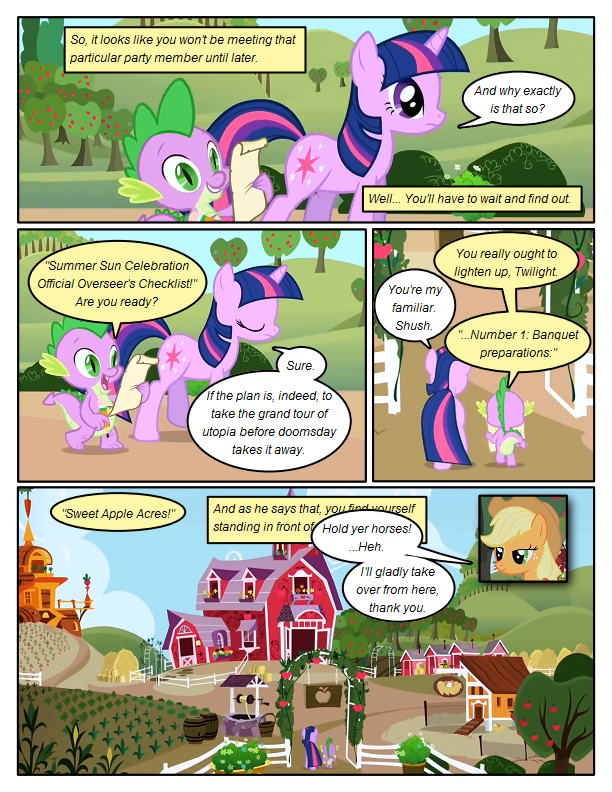 So, it looks like you won't be meeting that
particular party member until later.
And why exactly
is that so?
Well... You'll have to wait and find out.
"Summer Sun Celebration
Official Overseer's Checklist!"
Are you ready?
Sure.
If the plan is, indeed, to
take the grand tour of
utopia before doomsday
takes it away.
You really ought to
lighten up, Twilight.
You're my
familiar.
Shush.
"...Number 1: Banquet
preparations:"
"Sweet Apple Acres!"
And as he says that, you find yourself
standing in front of
Hold yer horses!
...Heh.
I'll gladly take
over from here,
thank you.